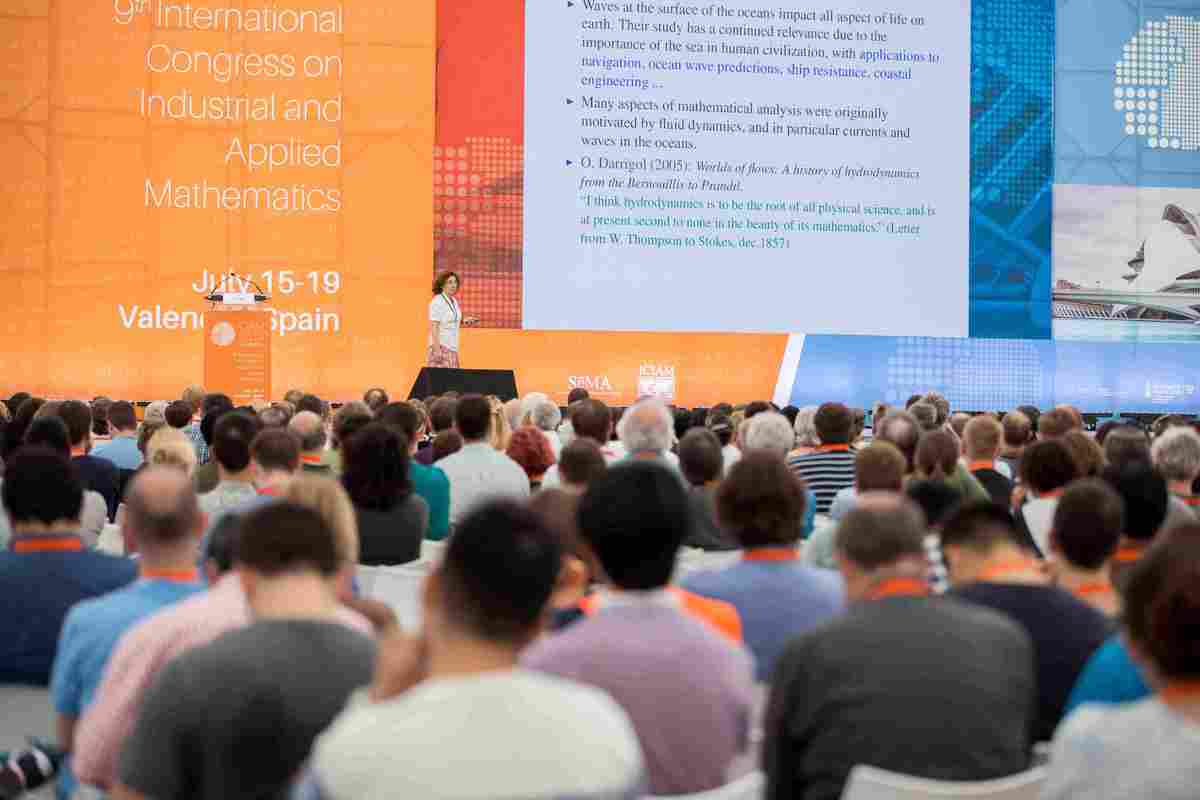 9th International
Congress on
Industrial and
Applied
Mathematics
July 15-19
Spain
Waves at the surface of the oceans impact all aspect of life on
earth. Their study has a continued relevance due to the
importance of the sea in human civilization, with applications to
navigation, ocean wave predictions, ship resistance, coastal
engineering ...
Many aspects of mathematical analysis were originally
motivated by fluid dynamics, and in particular currents and
waves in the oceans.
O. Darrigol (2005): Worlds of flows: A history of hydrodynamics
from the Bernouillis to Prandtl.
“I think hydrodynamics is to be the root of all physical science, and is
at present second to none in the beauty of its mathematics.” (Letter
from W. Thompson to Stokes, dec.1857)
SëMA
ICIAM